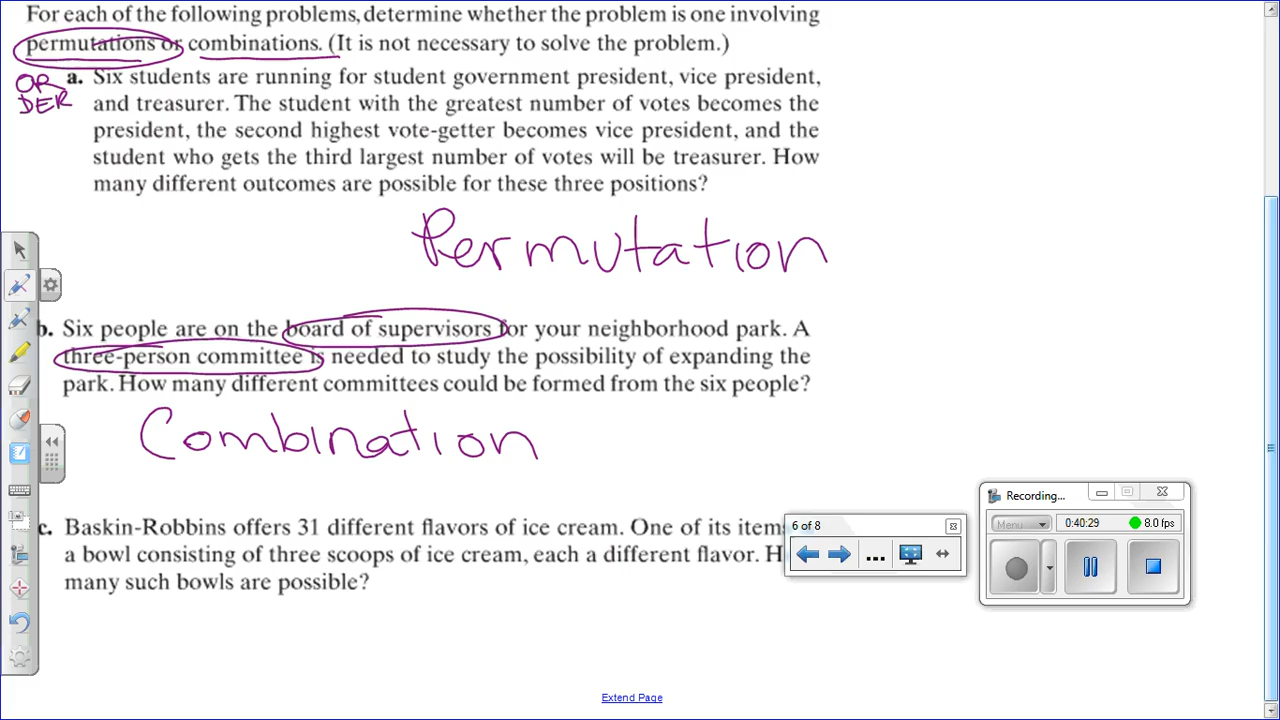 For each of the following problems, determine whether the problem is one involving
permutations or combinations. (It is not necessary to solve the problem.)
OR
DER
a. Six students are running for student government president, vice president,
and treasurer. The student with the greatest number of votes becomes the
president, the second highest vote-getter becomes vice president, and the
student who gets the third largest number of votes will be treasurer. How
many different outcomes are possible for these three positions?
Permutation
b. Six people are on the board of supervisors for your neighborhood park. A
three-person committee is needed to study the possibility of expanding the
park. How many different committees could be formed from the six people?
Combination
c. Baskin-Robbins offers 31 different flavors of ice cream. One of its items
a bowl consisting of three scoops of ice cream, each a different flavor. H
many such bowls are possible?
6 of 8
...
Recording...
Menu
0:40:29
8.0 fps
Extend Page